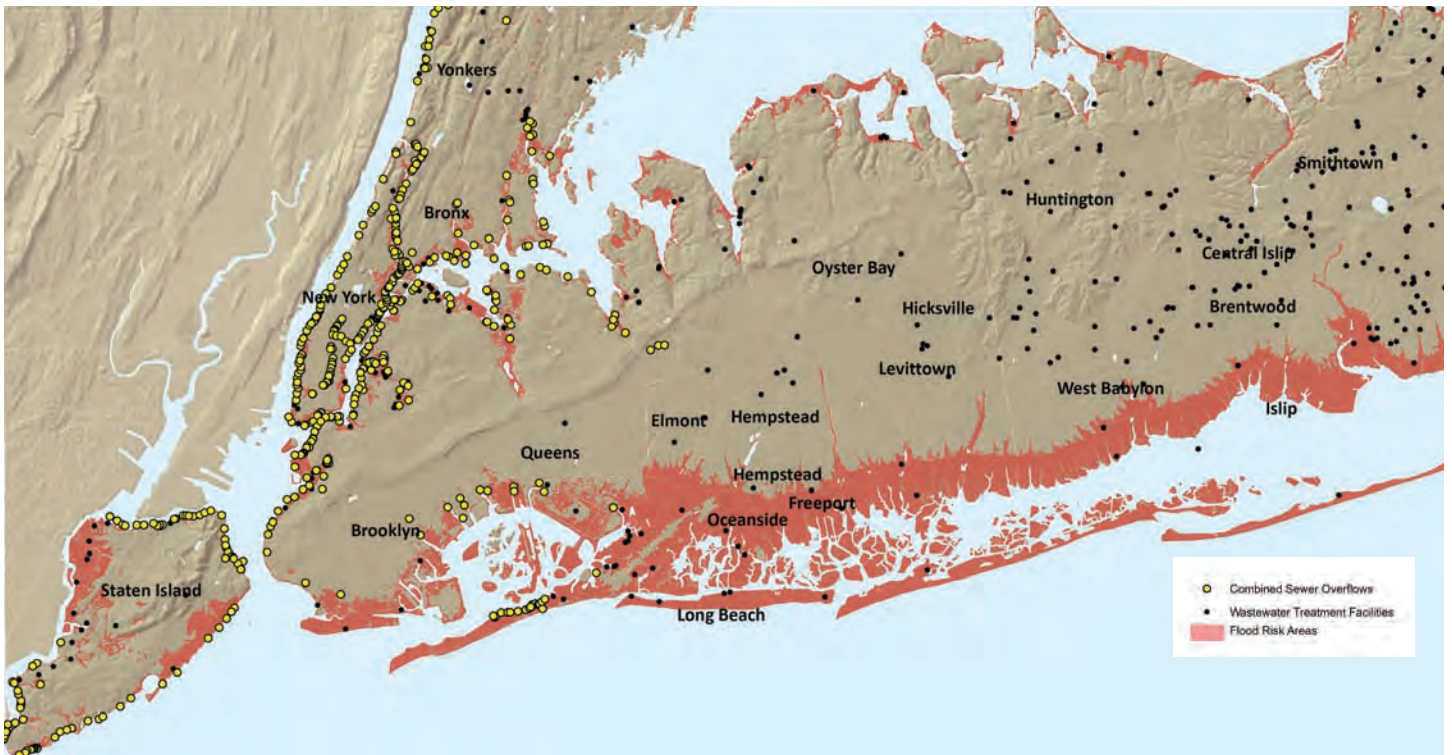 Yonkers
Smithtown
Huntington
Bronx
Central Islip
Oyster Bay
New York
Hicksville
Brentwood
Levittown
West Babylon
Islip
Hempstead
Elmont
Queens
Hempstead
Freeport
Oceanside
Brooklyn
Staten Island
Long Beach
Combined Sewer Overflows
Wastewater Treatment Facilities
Flood Risk Areas